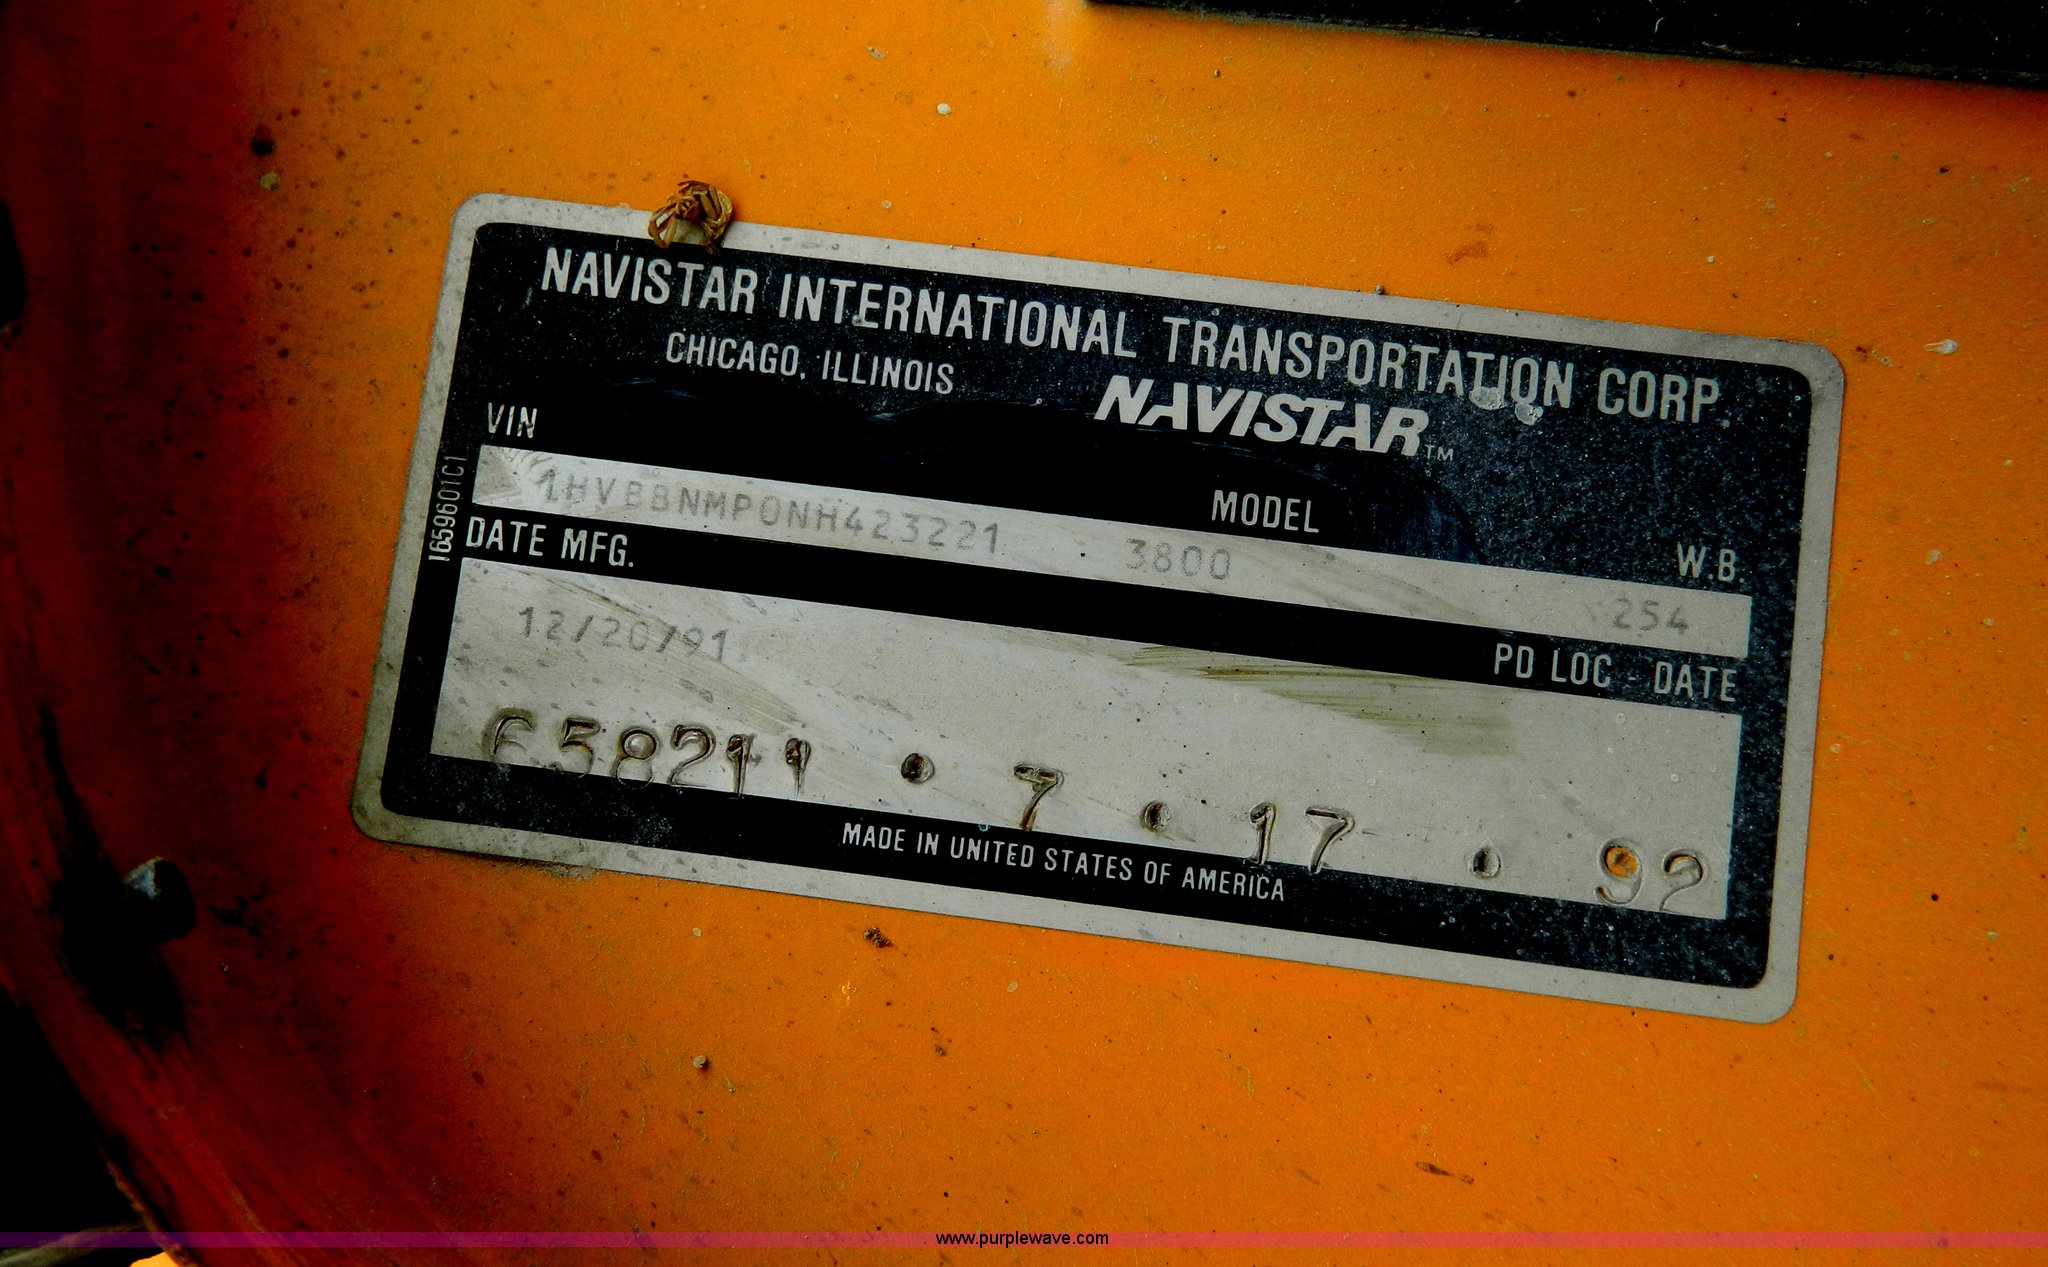 NAVISTAR INTERNATIONAL TRANSPORTATION CORP.
CHICAGO, ILLINOIS
NAVISTAR™
VIN
MODEL
W.B.
1HVBBNMP0NH423221
3800
254
1659601C1
DATE MFG.
PD LOC - DATE
12/20/91
658211 • 7 • 17 • 92
MADE IN UNITED STATES OF AMERICA
www.purplewave.com